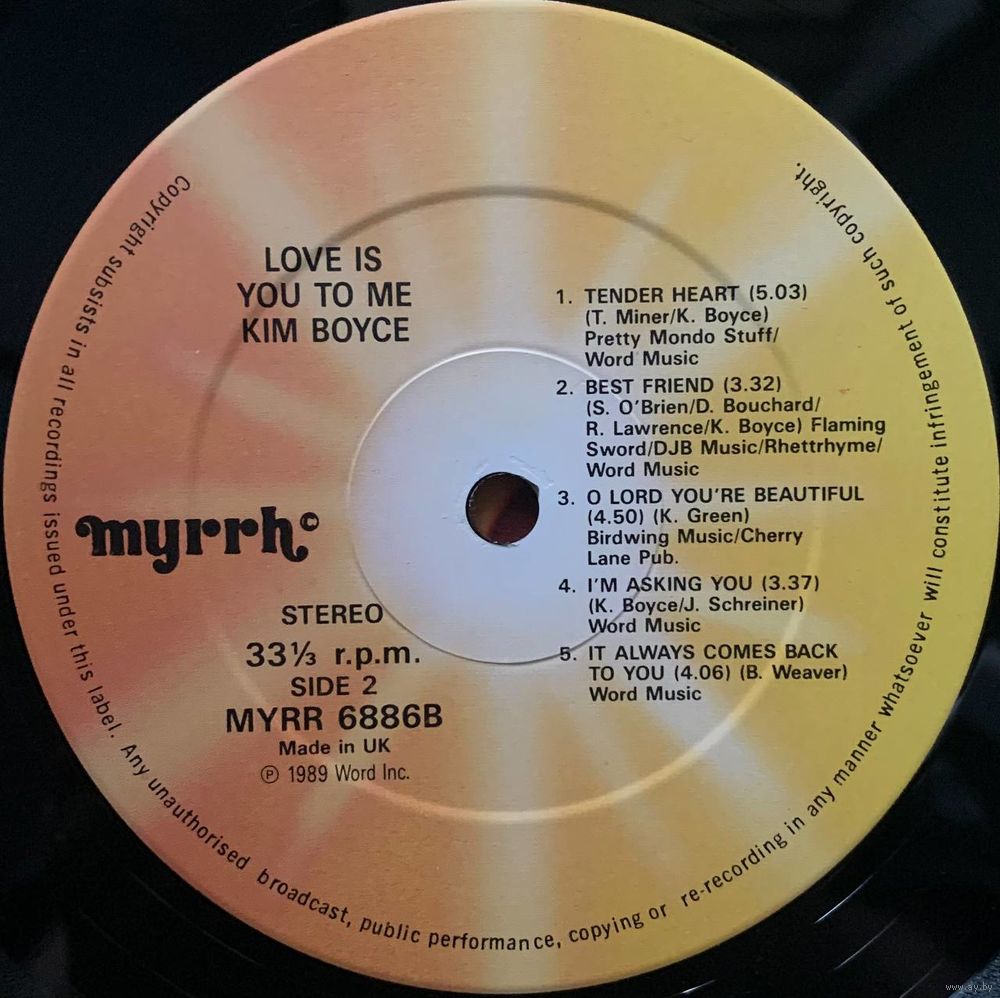 LOVE IS
YOU TO ME
KIM BOYCE
myrrh©
STEREO
33⅓ r.p.m.
SIDE 2
MYRR 6886B
Made in UK
℗ 1989 Word Inc.
1. TENDER HEART (5.03)
(T. Miner/K. Boyce)
Pretty Mondo Stuff/
Word Music
2. BEST FRIEND (3.32)
(S. O'Brien/D. Bouchard/
R. Lawrence/K. Boyce) Flaming
Sword/DJB Music/Rhettrhyme/
Word Music
3. O LORD YOU'RE BEAUTIFUL
(4.50) (K. Green)
Birdwing Music/Cherry
Lane Pub.
4. I'M ASKING YOU (3.37)
(K. Boyce/J. Schreiner)
Word Music
5. IT ALWAYS COMES BACK
TO YOU (4.06) (B. Weaver)
Word Music
Copyright subsists in all recordings issued under this label. Any unauthorised broadcast, public performance, copying or re-recording in any manner whatsoever will constitute infringement of such copyright.
www.ay.by